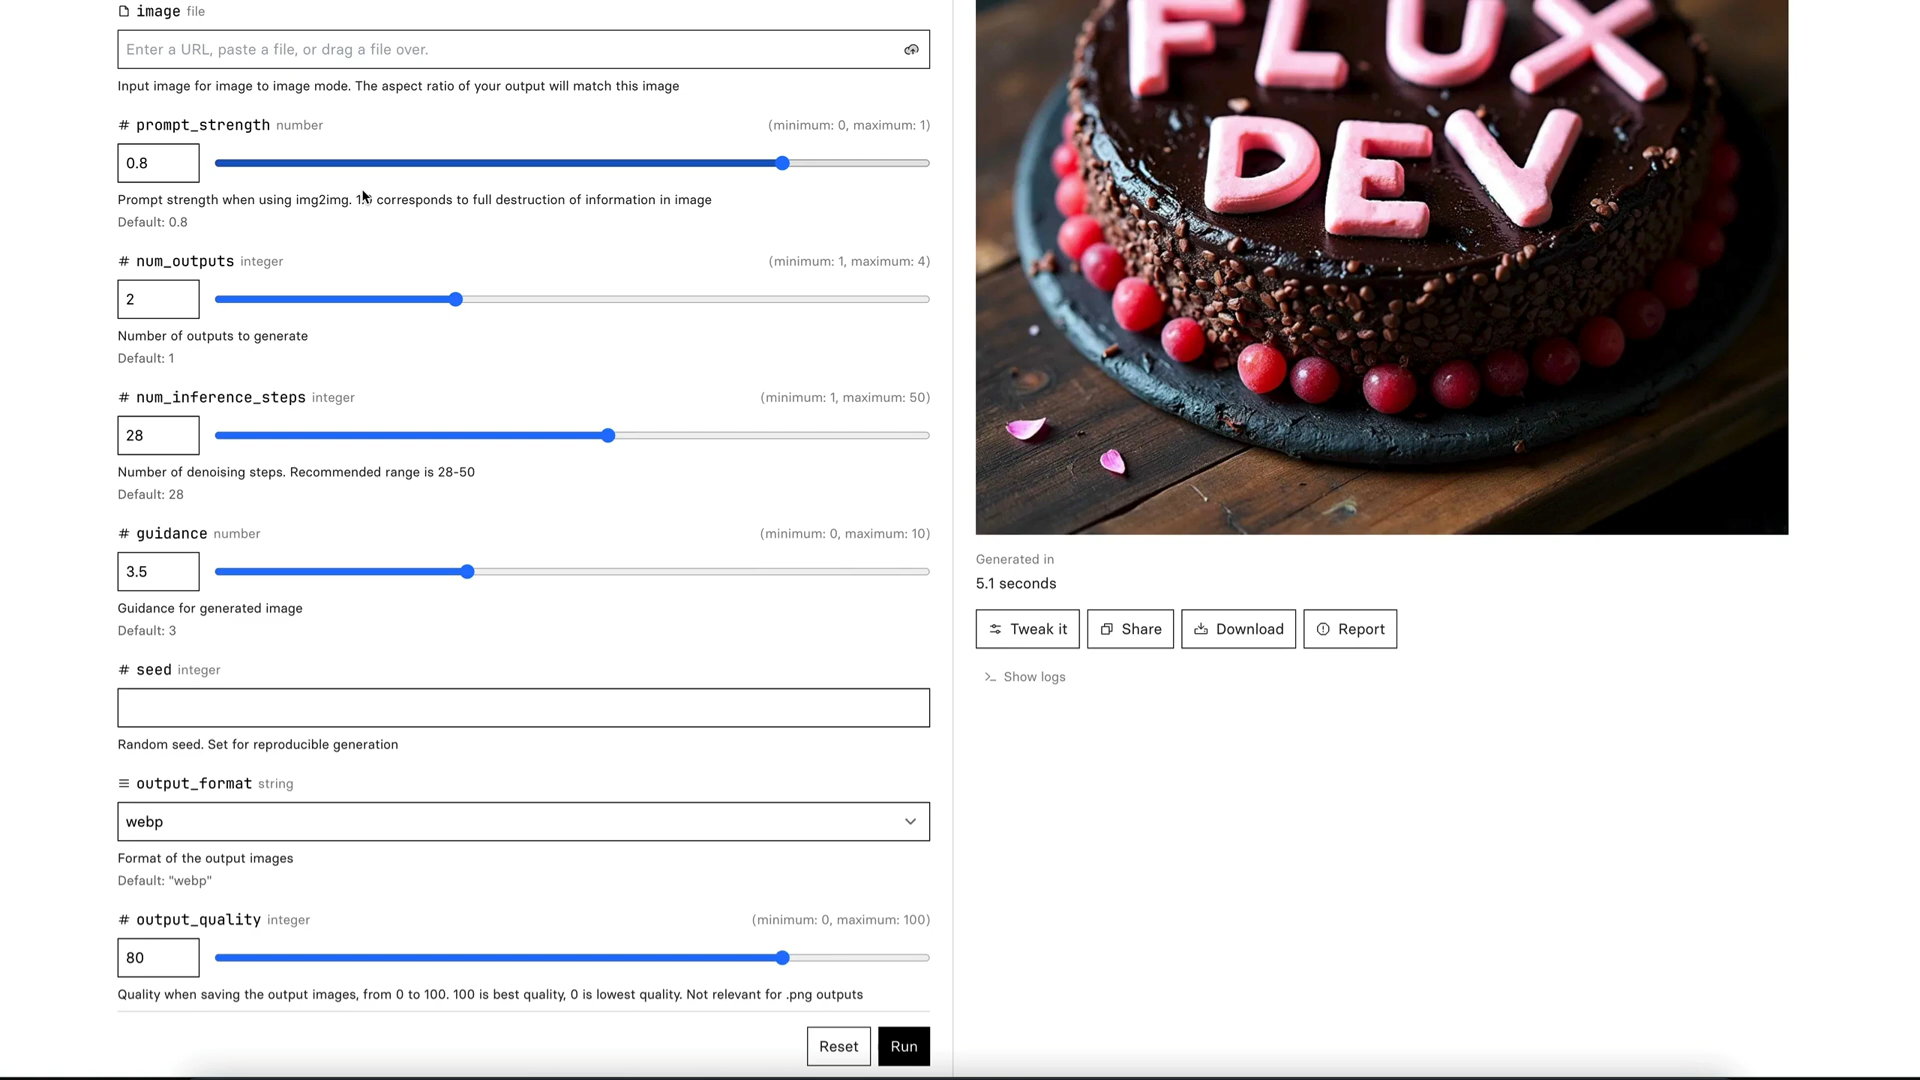 image file
Enter a URL, paste a file, or drag a file over.
Input image for image to image mode. The aspect ratio of your output will match this image
# prompt_strength number (minimum: 0, maximum: 1)
0.8
Prompt strength when using img2img. corresponds to full destruction of information in image
Default: 0.8
# num_outputs integer (minimum: 1, maximum: 4)
2
Number of outputs to generate
Default: 1
# num_inference_steps integer (minimum: 1, maximum: 50)
28
Number of denoising steps. Recommended range is 28-50
Default: 28
# guidance number (minimum: 0, maximum: 10)
3.5
Guidance for generated image
Default: 3
# seed integer
Random seed. Set for reproducible generation
output_format string
webp
Format of the output images
Default: "webp"
# output_quality integer (minimum: 0, maximum: 100)
80
Quality when saving the output images, from 0 to 100. 100 is best quality, 0 is lowest quality. Not relevant for .png outputs
Reset Run
FLUX
DEV
Generated in
5.1 seconds
Tweak it Share Download Report
Show logs